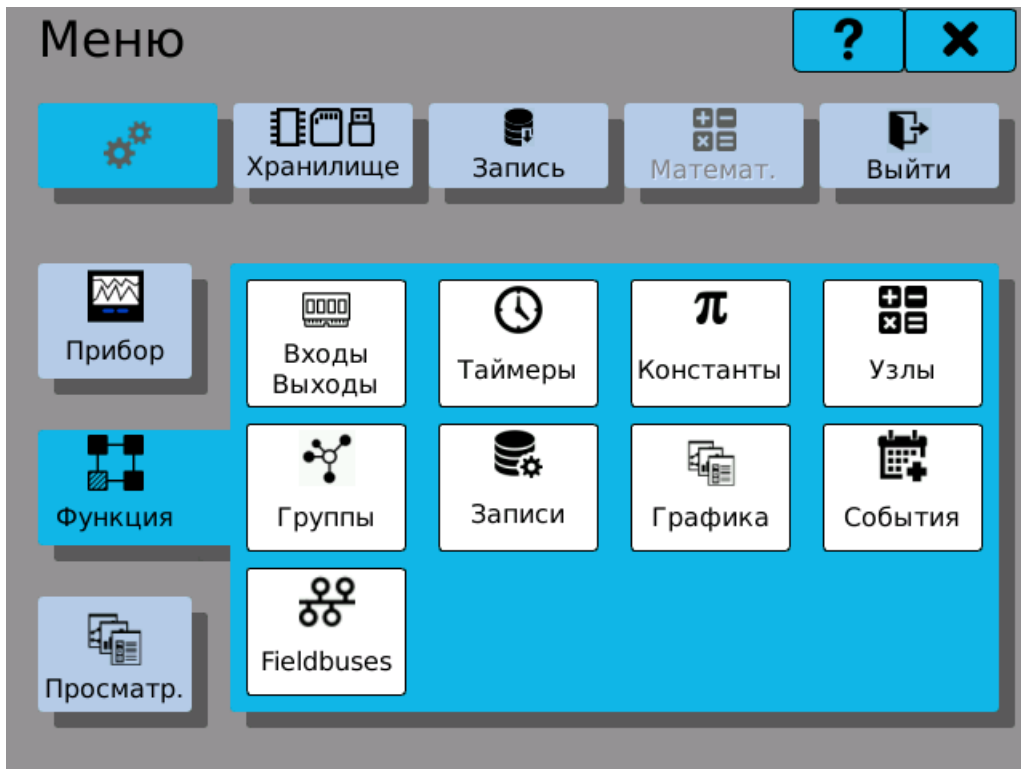 Меню
?
Хранилище
Запись
Математ.
Выйти
Прибор
Входы
Выходы
Таймеры
π
Константы
Узлы
Функция
Группы
Записи
Графика
События
Fieldbuses
Просматр.